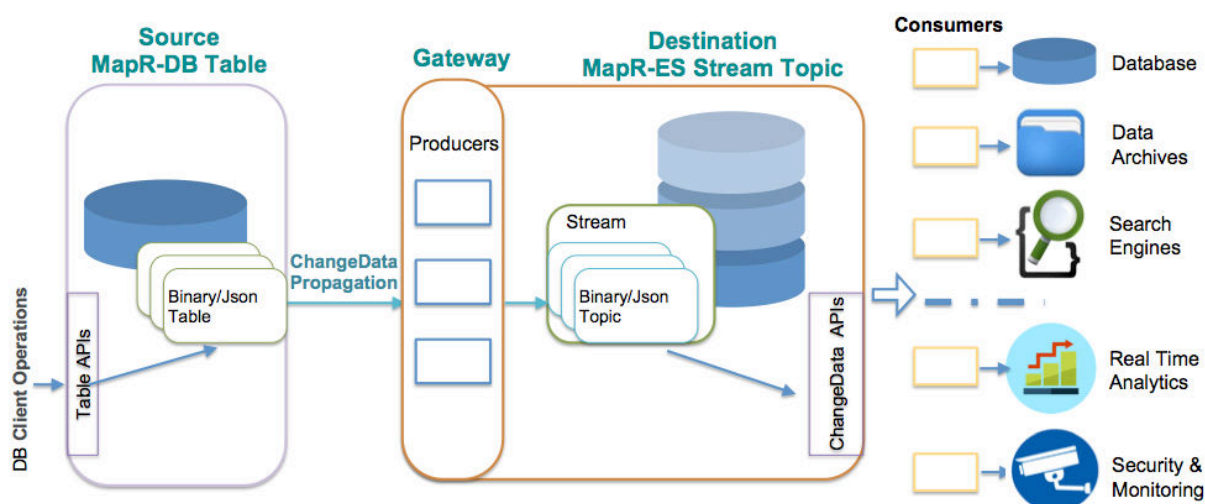 Source
MapR-DB Table
Gateway
Destination
MapR-ES Stream Topic
Consumers
Database
Data
Archives
Search
Engines
Real Time
Analytics
Security &
Monitoring
Producers
Stream
Binary/Json
Topic
ChangeData APIs
ChangeData
Propagation
Binary/Json
Table
Table APIs
DB Client Operations